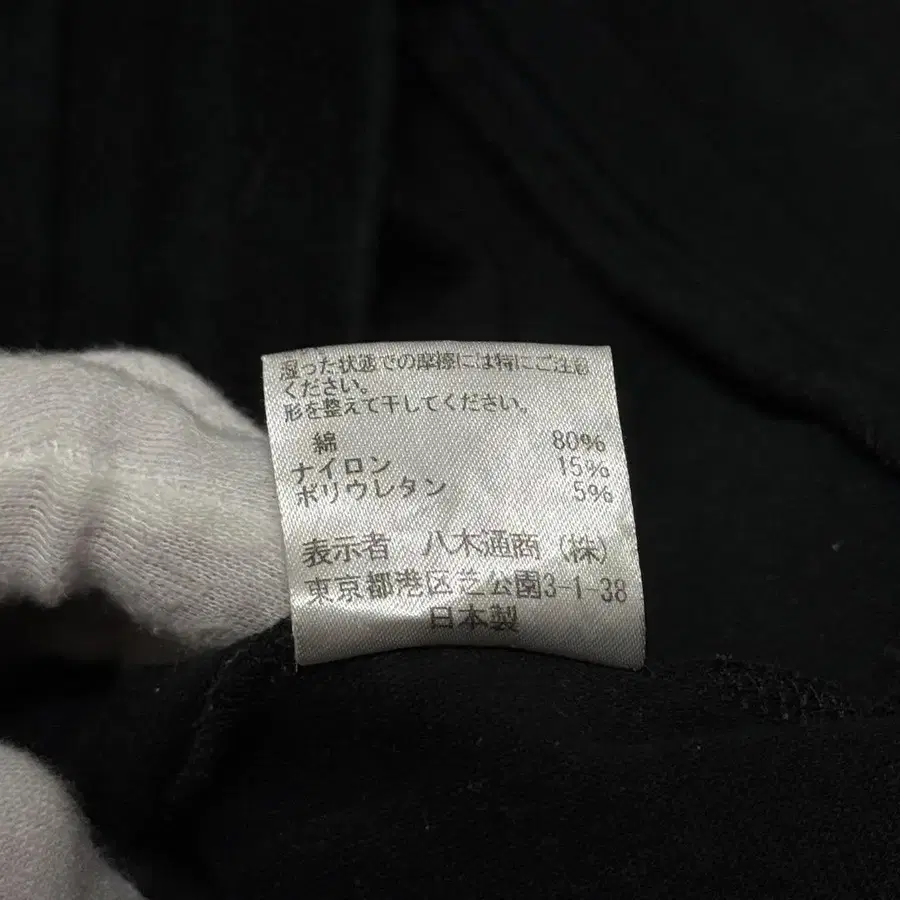 湿った状態での摩擦には特にご注意
ください。
形を整えて干してください。
綿 80%
ナイロン 15%
ポリウレタン 5%
表示者 八木通商(株)
東京都港区芝公園3-1-38
日本製